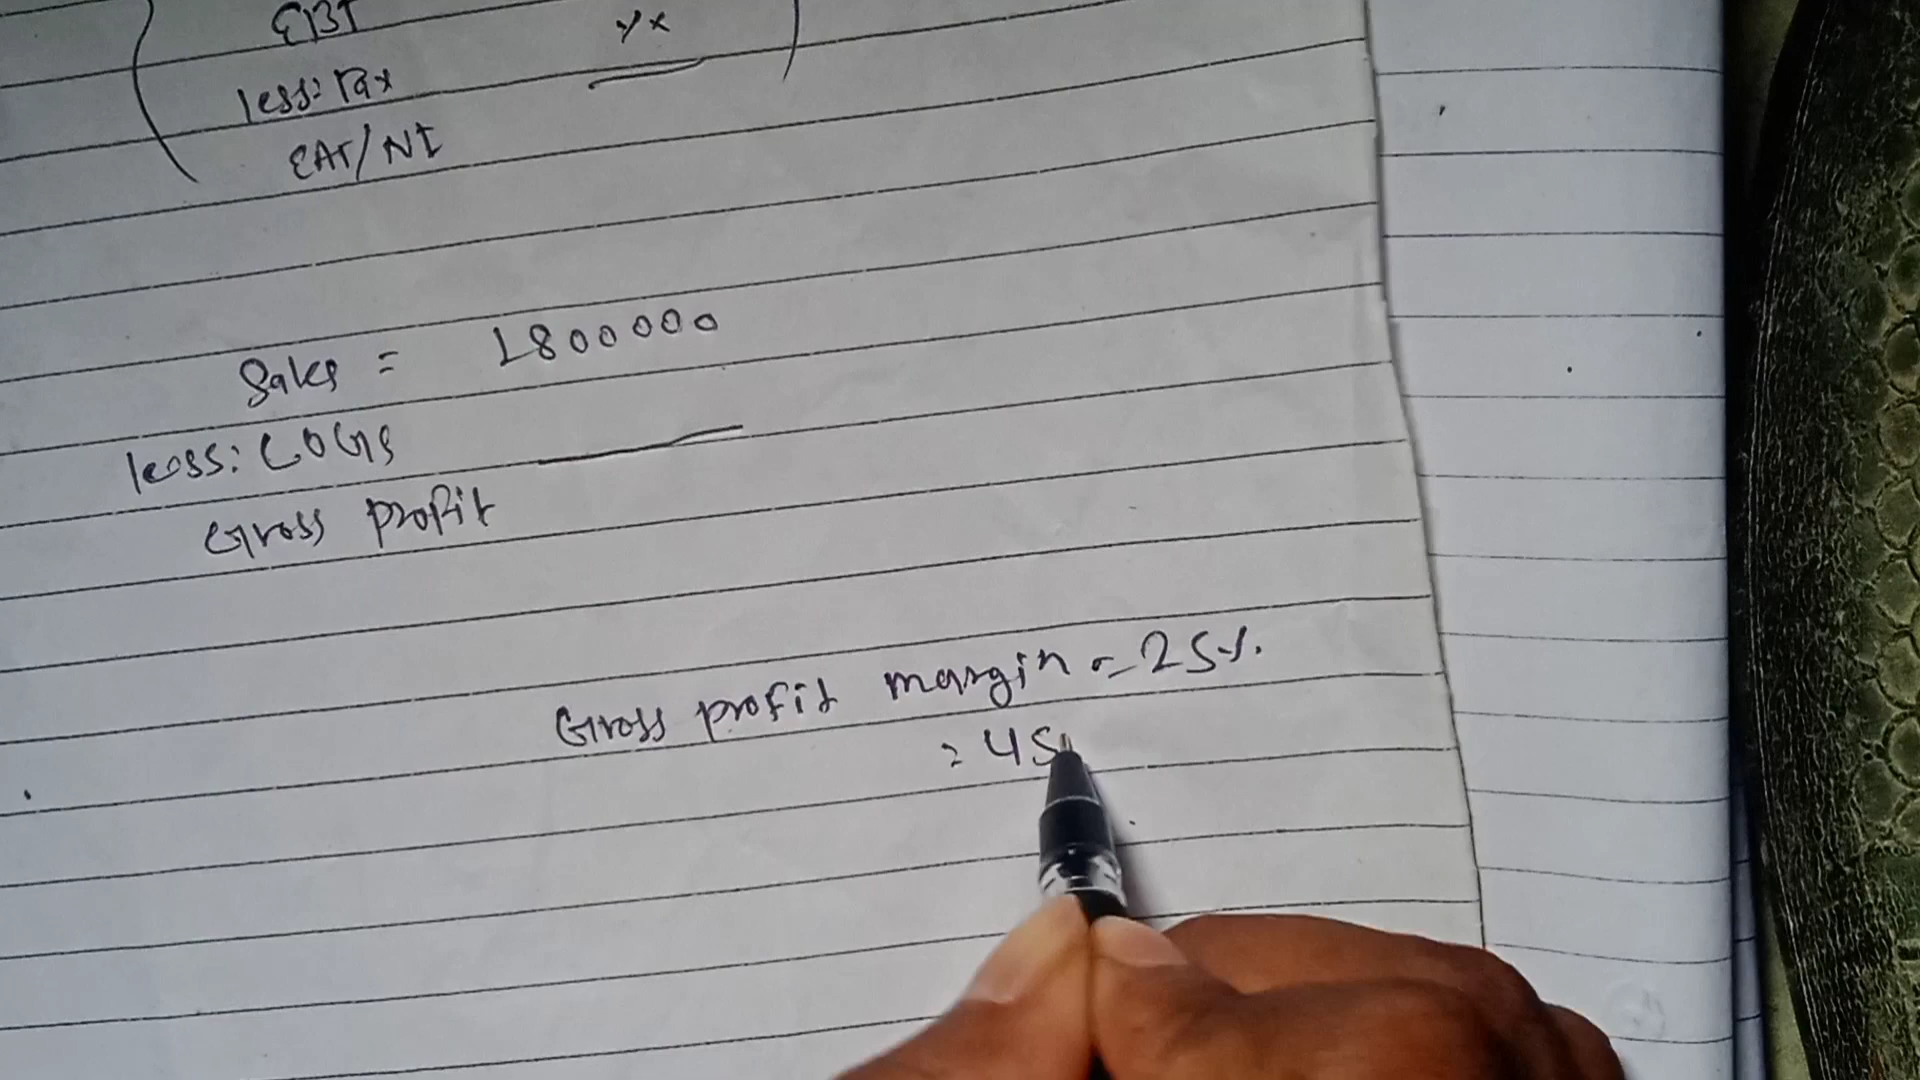 EBT
less: Tax
EAT/NI
Sales = 1800000
less: COGS
Gross profit
Gross profit margin = 25%.
= 45